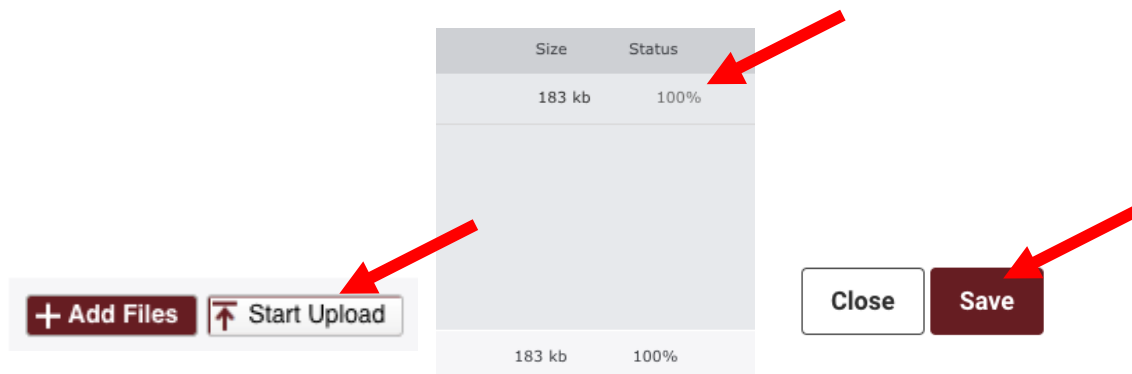 + Add Files Start Upload
Size Status
183 kb 100%
183 kb 100%
Close Save